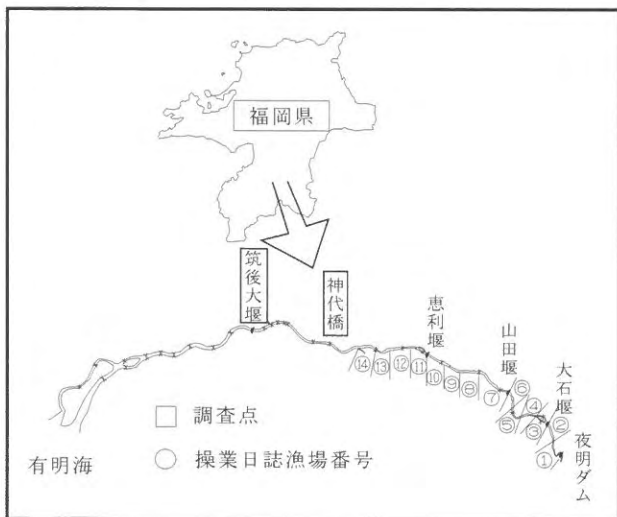 福岡県
筑後大堰
神代橋
恵利堰
山田堰
大石堰
夜明ダム
⑭
⑬
⑫
⑪
⑩
⑨
⑧
⑦
⑥
⑤
④
③
②
①
調査点
操業日誌漁場番号
有明海